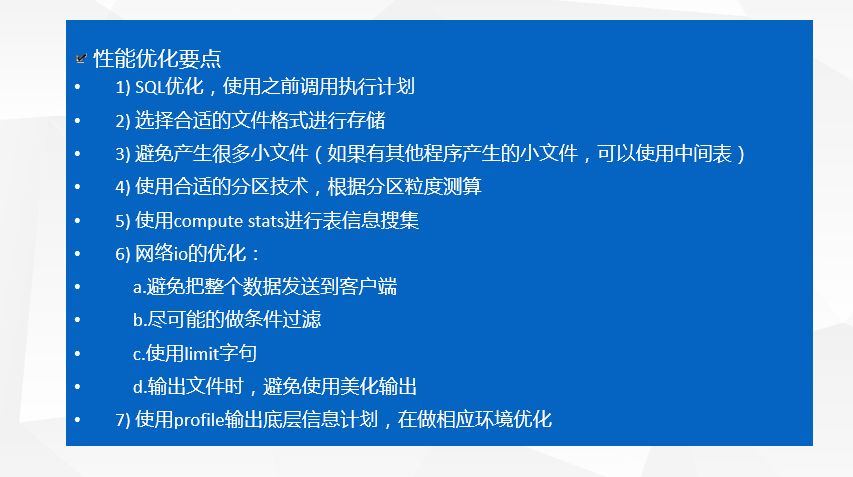 性能优化要点
• 1) SQL优化，使用之前调用执行计划
• 2) 选择合适的文件格式进行存储
• 3) 避免产生很多小文件（如果有其他程序产生的小文件，可以使用中间表）
• 4) 使用合适的分区技术，根据分区粒度测算
• 5) 使用compute stats进行表信息搜集
• 6) 网络io的优化：
• a.避免把整个数据发送到客户端
• b.尽可能的做条件过滤
• c.使用limit字句
• d.输出文件时，避免使用美化输出
• 7) 使用profile输出底层信息计划，在做相应环境优化